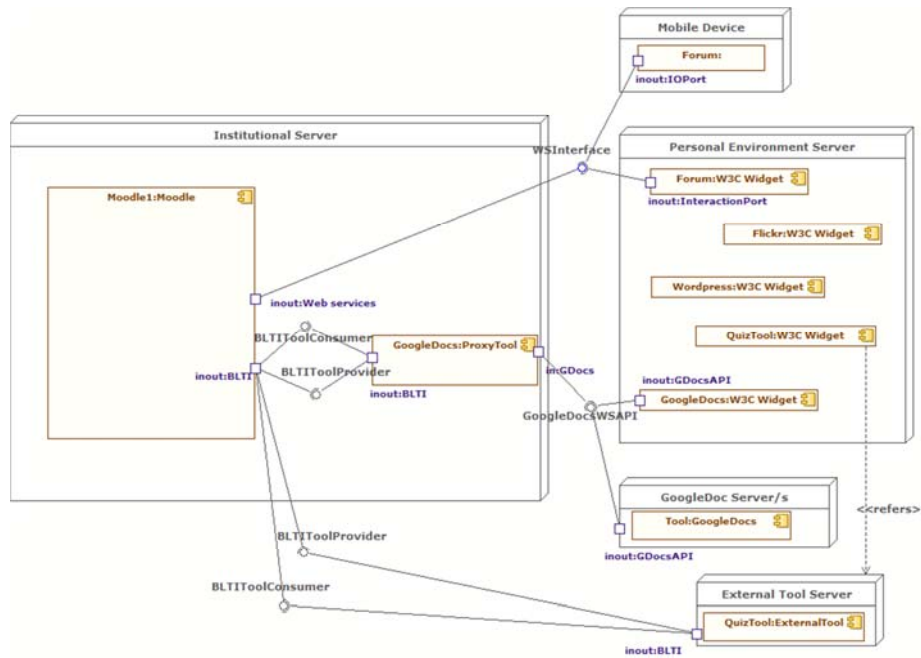 Mobile Device
Forum:
inout:IOPort
Institutional Server
WSInterface
Personal Environment Server
Moodle1:Moodle
Forum:W3C Widget
inout:InteractionPort
Flickr:W3C Widget
Wordpress:W3C Widget
inout:Web services
BLTIToolConsumer
GoogleDocs:ProxyTool
QuizTool:W3C Widget
BLTIToolProvider
inout:BLTI
in:GDocs
inout:GDocsAPI
inout:BLTI
GoogleDocs:W3C Widget
GoogleDocsWSAPI
GoogleDoc Server/s
<<refers>
Tool:GoogleDocs
BLTIToolProvider
inout:GDocsAPI
BLTIToolConsumer
External Tool Server
QuizTool:ExternalTool
inout:BLTI